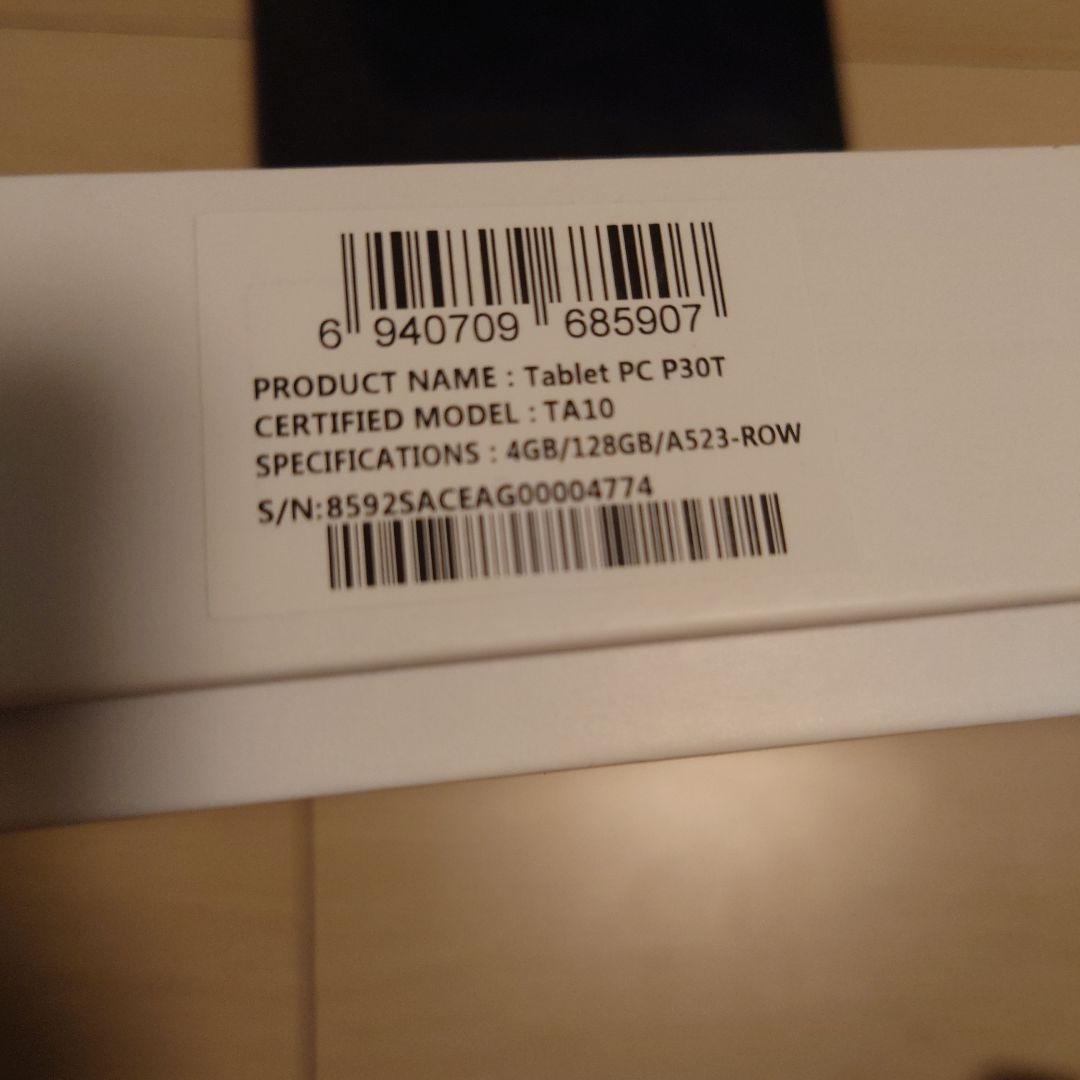 6 940709 685907
PRODUCT NAME : Tablet PC P30T
CERTIFIED MODEL : TA10
SPECIFICATIONS : 4GB/128GB/A523-ROW
S/N:8592SACEAG00004774